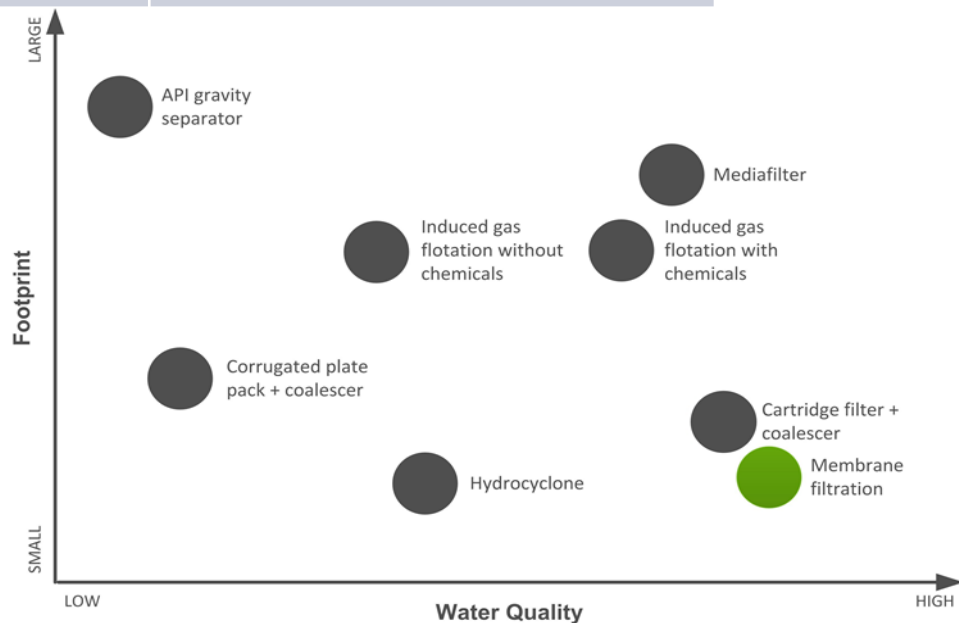 LARGE
API gravity
separator
Mediafilter
Induced gas
flotation without
chemicals
Induced gas
flotation with
chemicals
Footprint
Corrugated plate
pack + coalescer
Cartridge filter +
coalescer
Membrane
filtration
Hydrocyclone
SMALL
LOW
Water Quality
HIGH